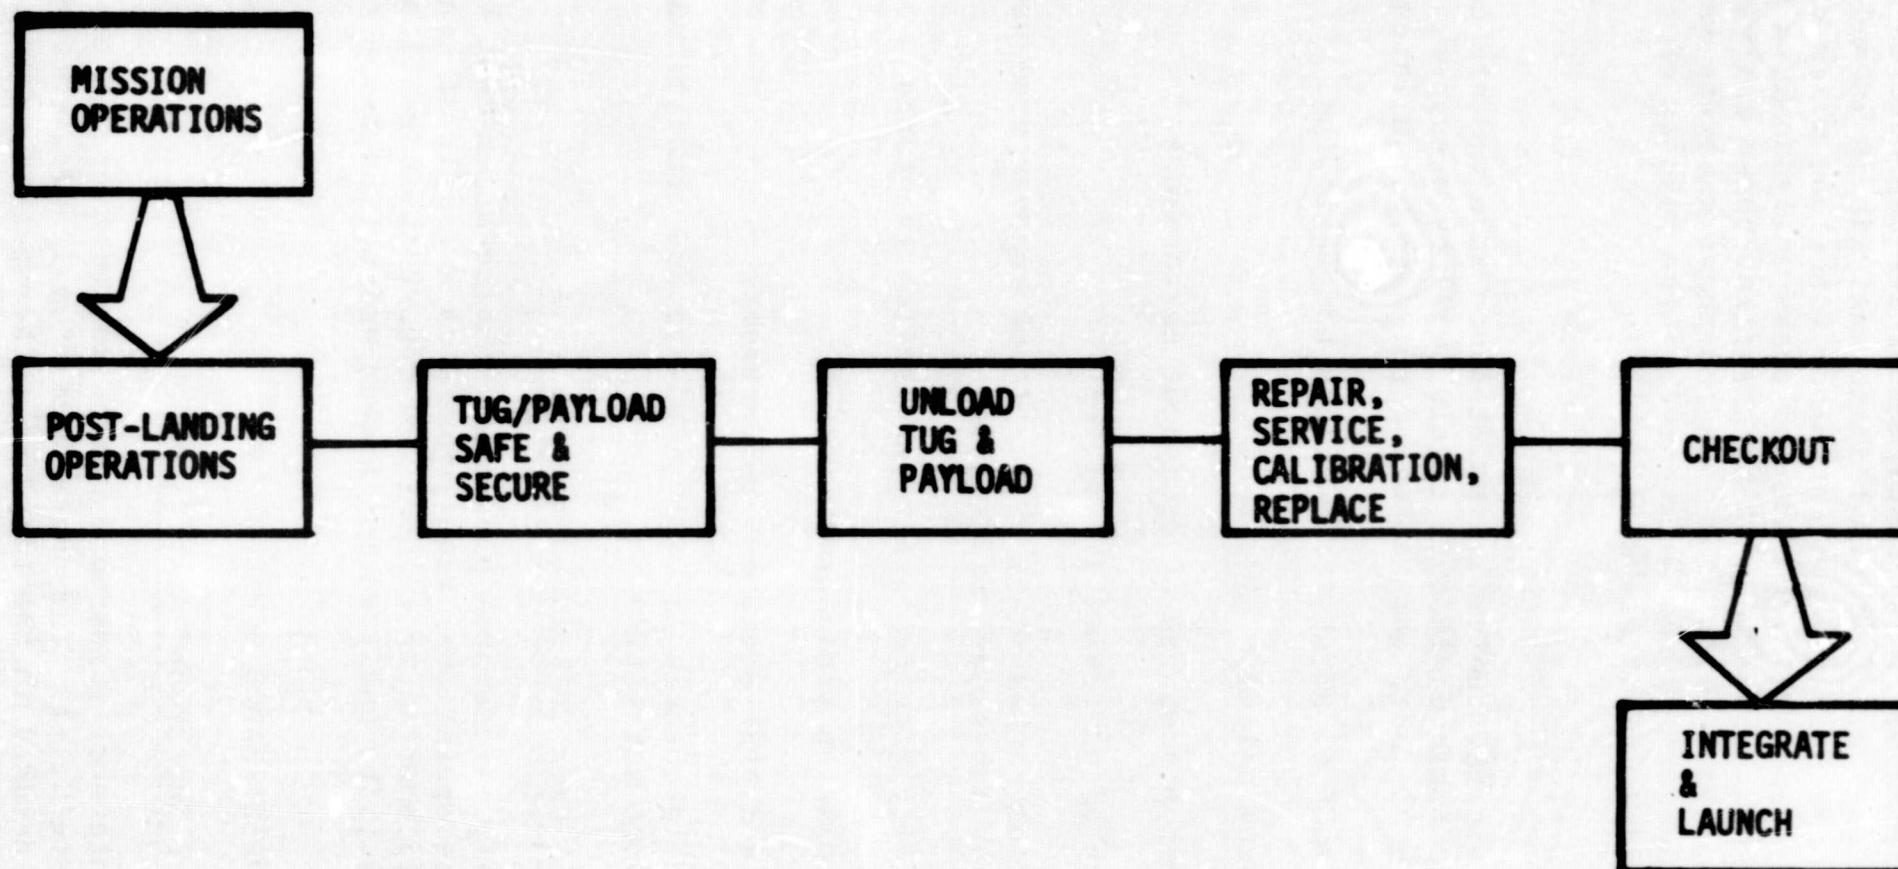 MISSION
OPERATIONS
POST-LANDING
OPERATIONS
TUG/PAYLOAD
SAFE &
SECURE
UNLOAD
TUG &
PAYLOAD
REPAIR,
SERVICE,
CALIBRATION,
REPLACE
CHECKOUT
INTEGRATE
&
LAUNCH